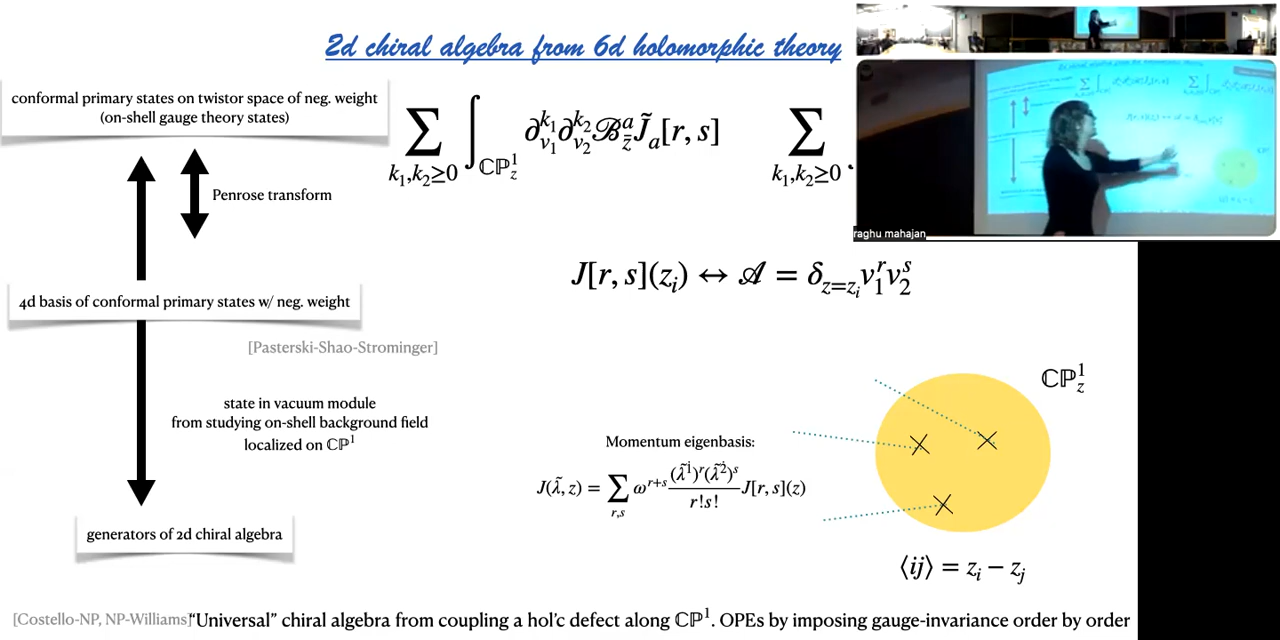 2d chiral algebra from 6d holomorphic theory
conformal primary states on twistor space of neg. weight
(on-shell gauge theory states)
∑_{k₁,k₂≥0} ∫_{ℂℙ¹_z} ∂^{k₁}_{v₁} ∂^{k₂}_{v₂} ℬ^a_{z̄} J̃_a[r, s]
∑_{k₁,k₂≥0}
Penrose transform
raghu mahajan
J[r, s](z_i) ↔ 𝒜 = δ_{z=z_i} v₁^r v₂^s
4d basis of conformal primary states w/ neg. weight
[Pasterski-Shao-Strominger]
ℂℙ¹_z
state in vacuum module
from studying on-shell background field
localized on ℂℙ¹
Momentum eigenbasis:
J(λ̃, z) = ∑_{r,s} ω^{r+s} (λ̃^{1̇})^r (λ̃^{2̇})^s / r!s! J[r, s](z)
generators of 2d chiral algebra
⟨ij⟩ = z_i − z_j
[Costello-NP, NP-Williams] "Universal" chiral algebra from coupling a hol'c defect along ℂℙ¹. OPEs by imposing gauge-invariance order by order